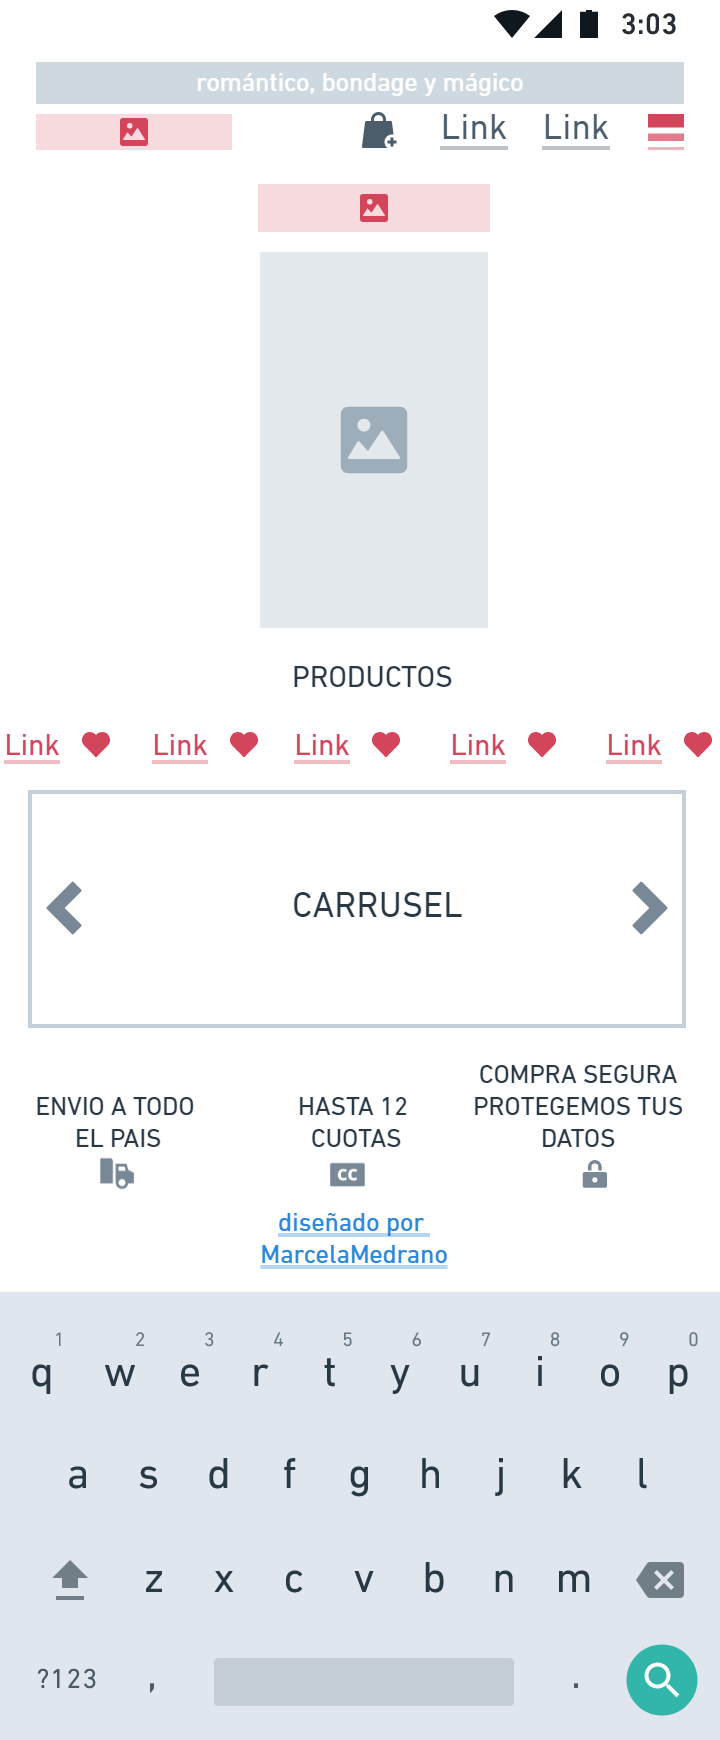 3:03
romántico, bondage y mágico
Link Link
PRODUCTOS
Link Link Link Link Link
CARRUSEL
ENVIO A TODO
EL PAIS
HASTA 12
CUOTAS
COMPRA SEGURA
PROTEGEMOS TUS
DATOS
CC
diseñado por
MarcelaMedrano
1 2 3 4 5 6 7 8 9 0
q w e r t y u i o p
a s d f g h j k l
z x c v b n m
?123 , .